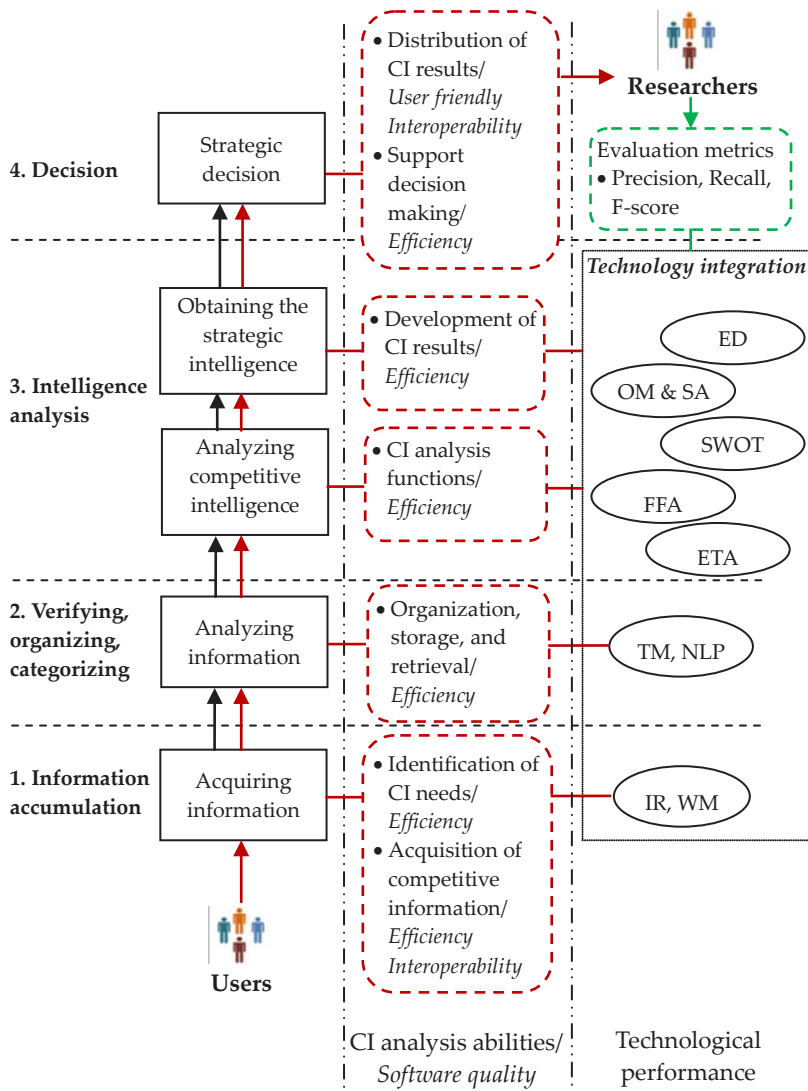 • Distribution of
CI results/
User friendly
Interoperability
• Support
decision
making/
Efficiency
Researchers
Evaluation metrics
• Precision, Recall,
F-score
4. Decision
Strategic
decision
Technology integration
3. Intelligence
analysis
Obtaining the
strategic
intelligence
• Development of
CI results/
Efficiency
ED
OM & SA
SWOT
FFA
ETA
Analyzing
competitive
intelligence
• CI analysis
functions/
Efficiency
2. Verifying,
organizing,
categorizing
Analyzing
information
• Organization,
storage, and
retrieval/
Efficiency
TM, NLP
1. Information
accumulation
Acquiring
information
• Identification of
CI needs/
Efficiency
• Acquisition of
competitive
information/
Efficiency
Interoperability
IR, WM
Users
CI analysis abilities/
Software quality
Technological
performance